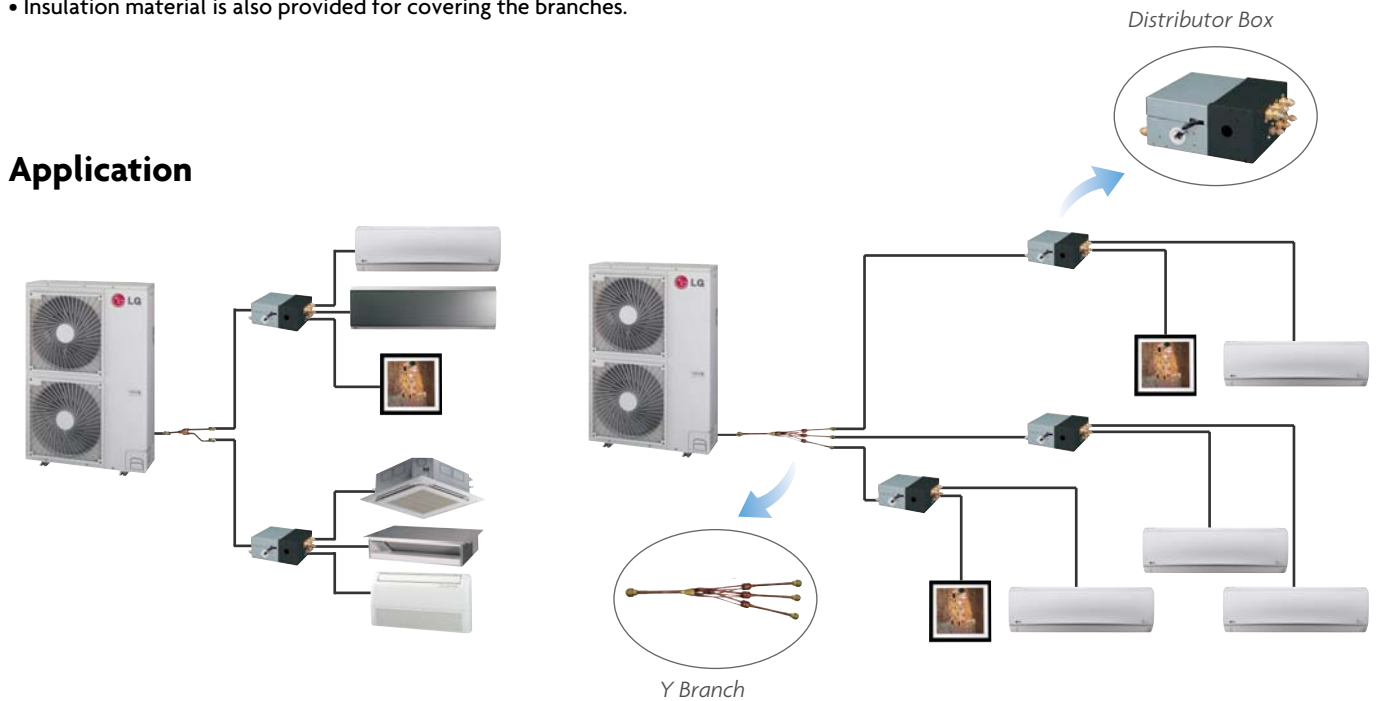 • Insulation material is also provided for covering the branches.
Distributor Box
Application
LG
LG
Y Branch